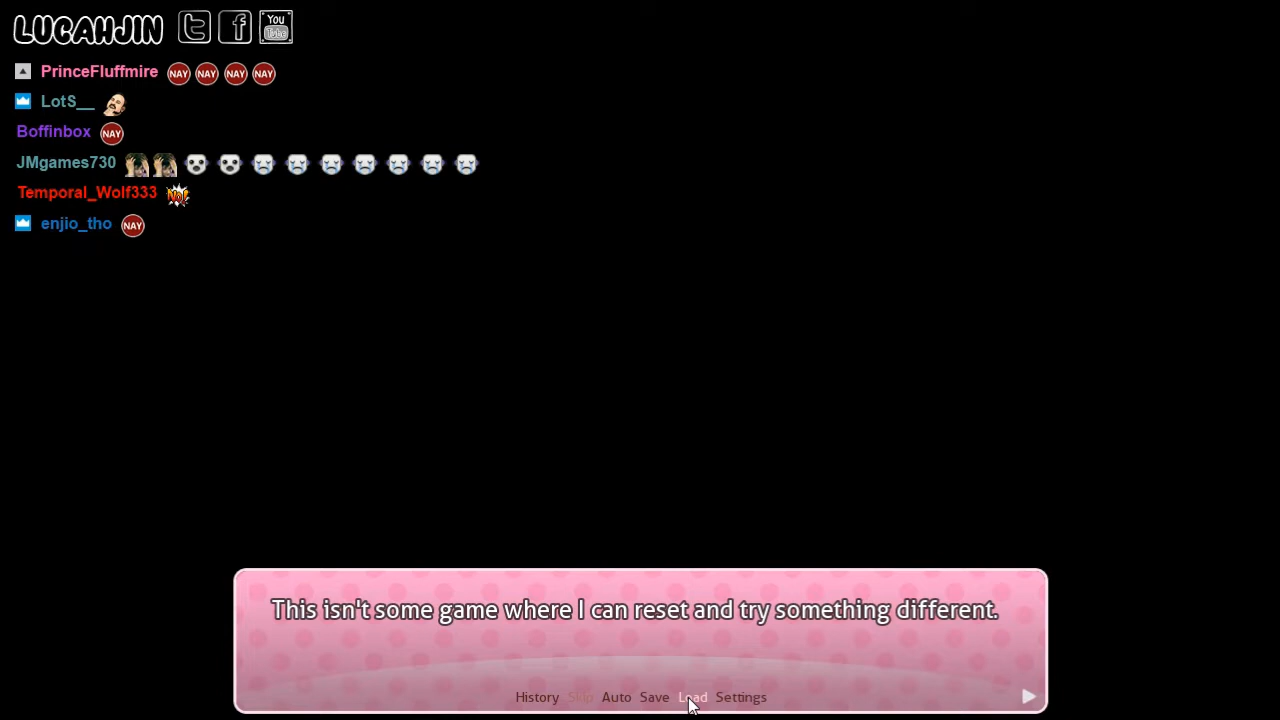 LUCAHJIN t f You Tube
PrinceFluffmire NAY NAY NAY NAY
LotS__
Boffinbox NAY
JMgames730
Temporal_Wolf333 NO!
enjio_tho NAY
This isn't some game where I can reset and try something different.
History Skip Auto Save Load Settings